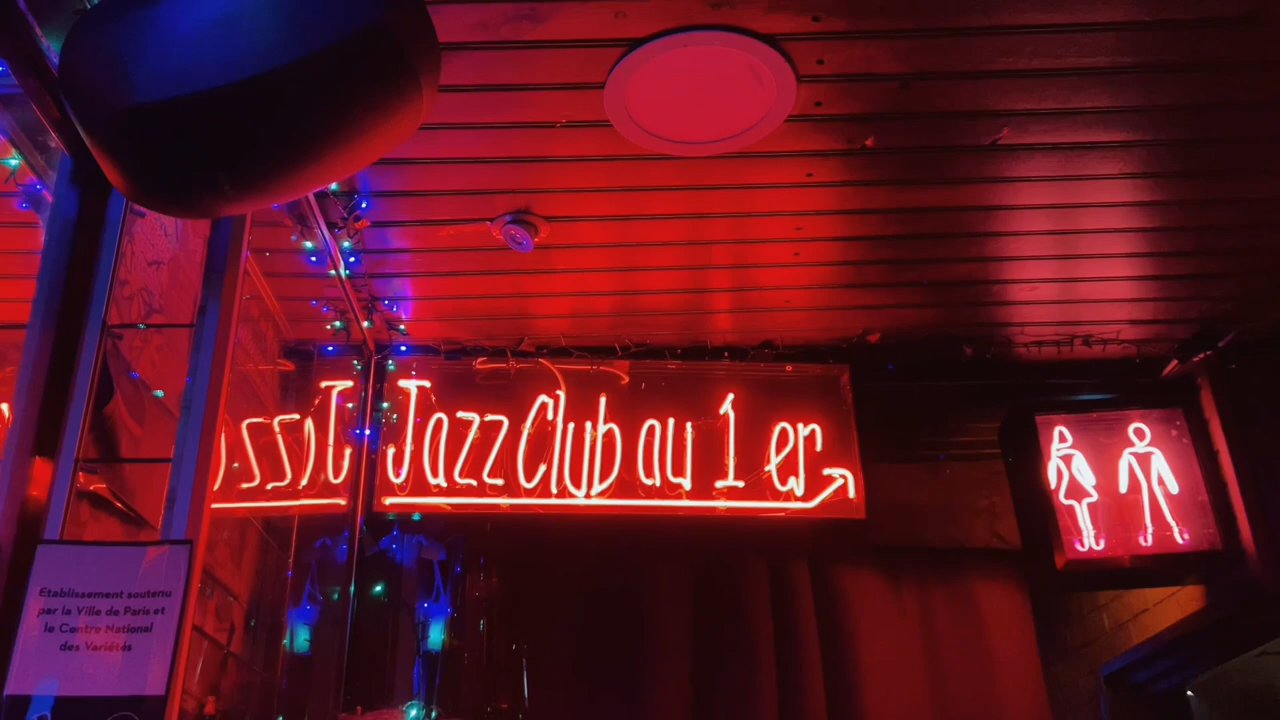 Jazz Club au 1 er
Etablissement soutenu
par la Ville de Paris et
le Centre National
des Variétés